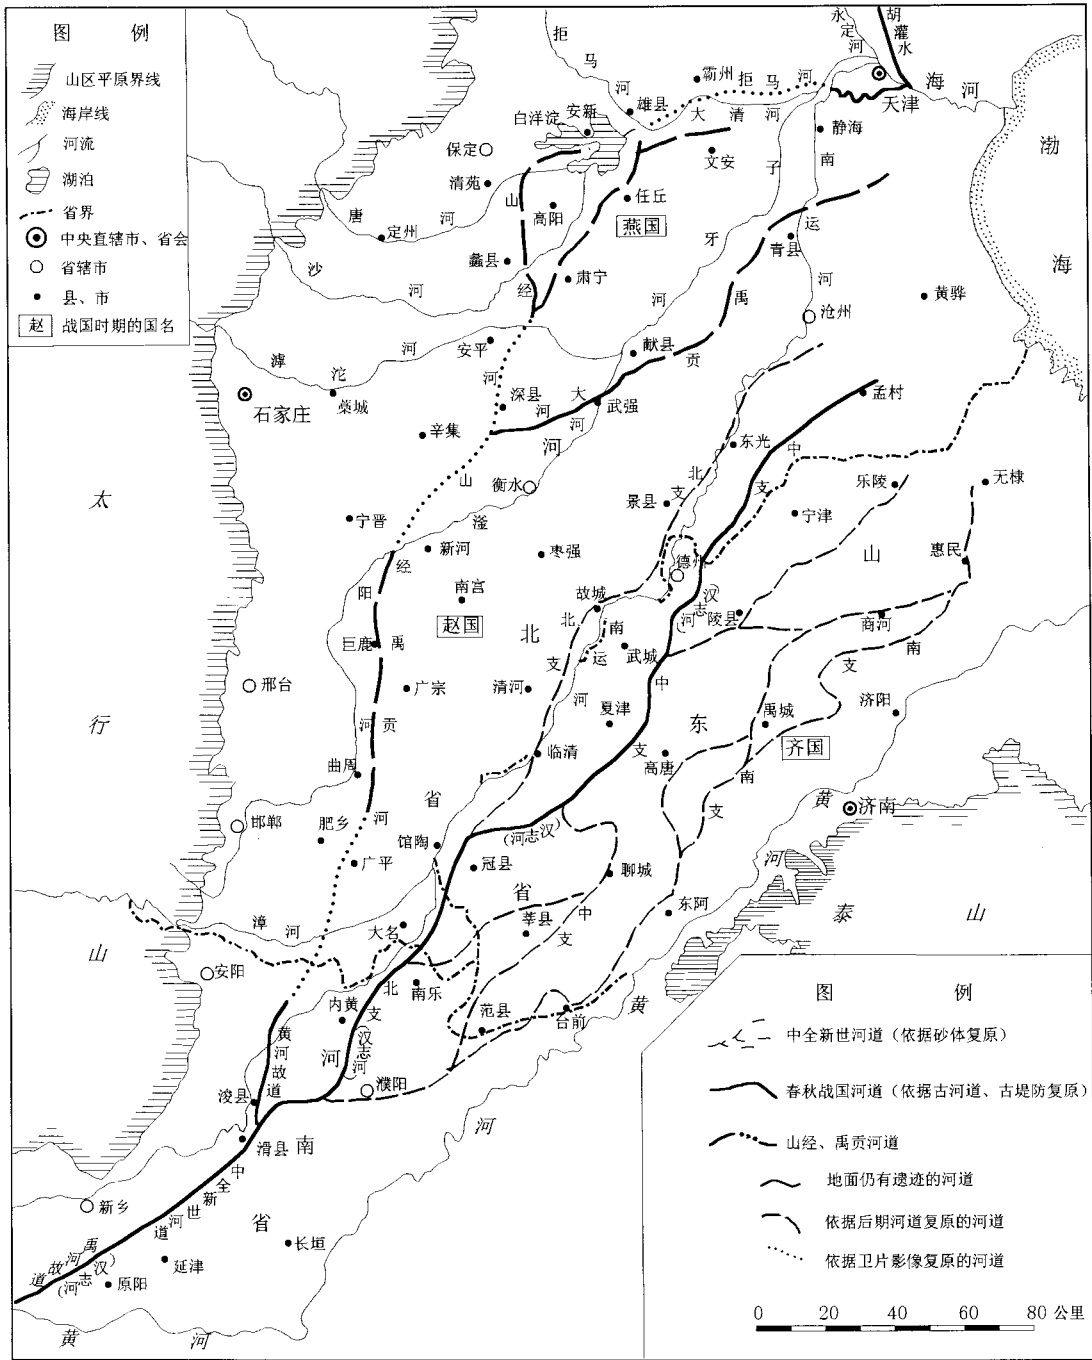 图 例
山区平原界线
海岸线
河流
湖泊
省界
中央直辖市、省会
省辖市
县、市
赵 战国时期的国名
拒马河
霸州
拒马河
永定河
胡灌水
海河
天津
雄县
大清河
静海
白洋淀
安新
保定
清苑
文安
子牙河
南运河
渤海
唐河
定州
山经河
高阳
任丘
燕国
青县
沙河
蠡县
肃宁
禹贡大河
沧州
黄骅
滹沱河
安平
献县
石家庄
藁城
深县
河
武强
孟村
辛集
河
东光
中支
山
衡水
北支
乐陵
无棣
太
宁晋
滏阳河
景县
宁津
经
新河
枣强
德州
山
惠民
南宫
故城
(汉志河)
陵县
商河
赵国
北
北支
南运河
巨鹿
禹贡河
武城
南支
邢台
广宗
清河
中支
夏津
东
禹城
济阳
行
临清
高唐
齐国
南支
曲周
省
黄河
济南
邯郸
肥乡
馆陶
(汉志河)
广平
冠县
省
聊城
漳河
大名
莘县
中支
东阿
泰山
山
安阳
北支
南乐
内黄
范县
台前
黄河
黄河故道
河
(汉志河)
濮阳
浚县
滑县
南
新乡
中全新世河道
省
长垣
禹河故道
(汉志河)
延津
原阳
黄河
图 例
中全新世河道(依据砂体复原)
春秋战国河道(依据古河道、古堤防复原)
山经、禹贡河道
地面仍有遗迹的河道
依据后期河道复原的河道
依据卫片影像复原的河道
0 20 40 60 80 公里